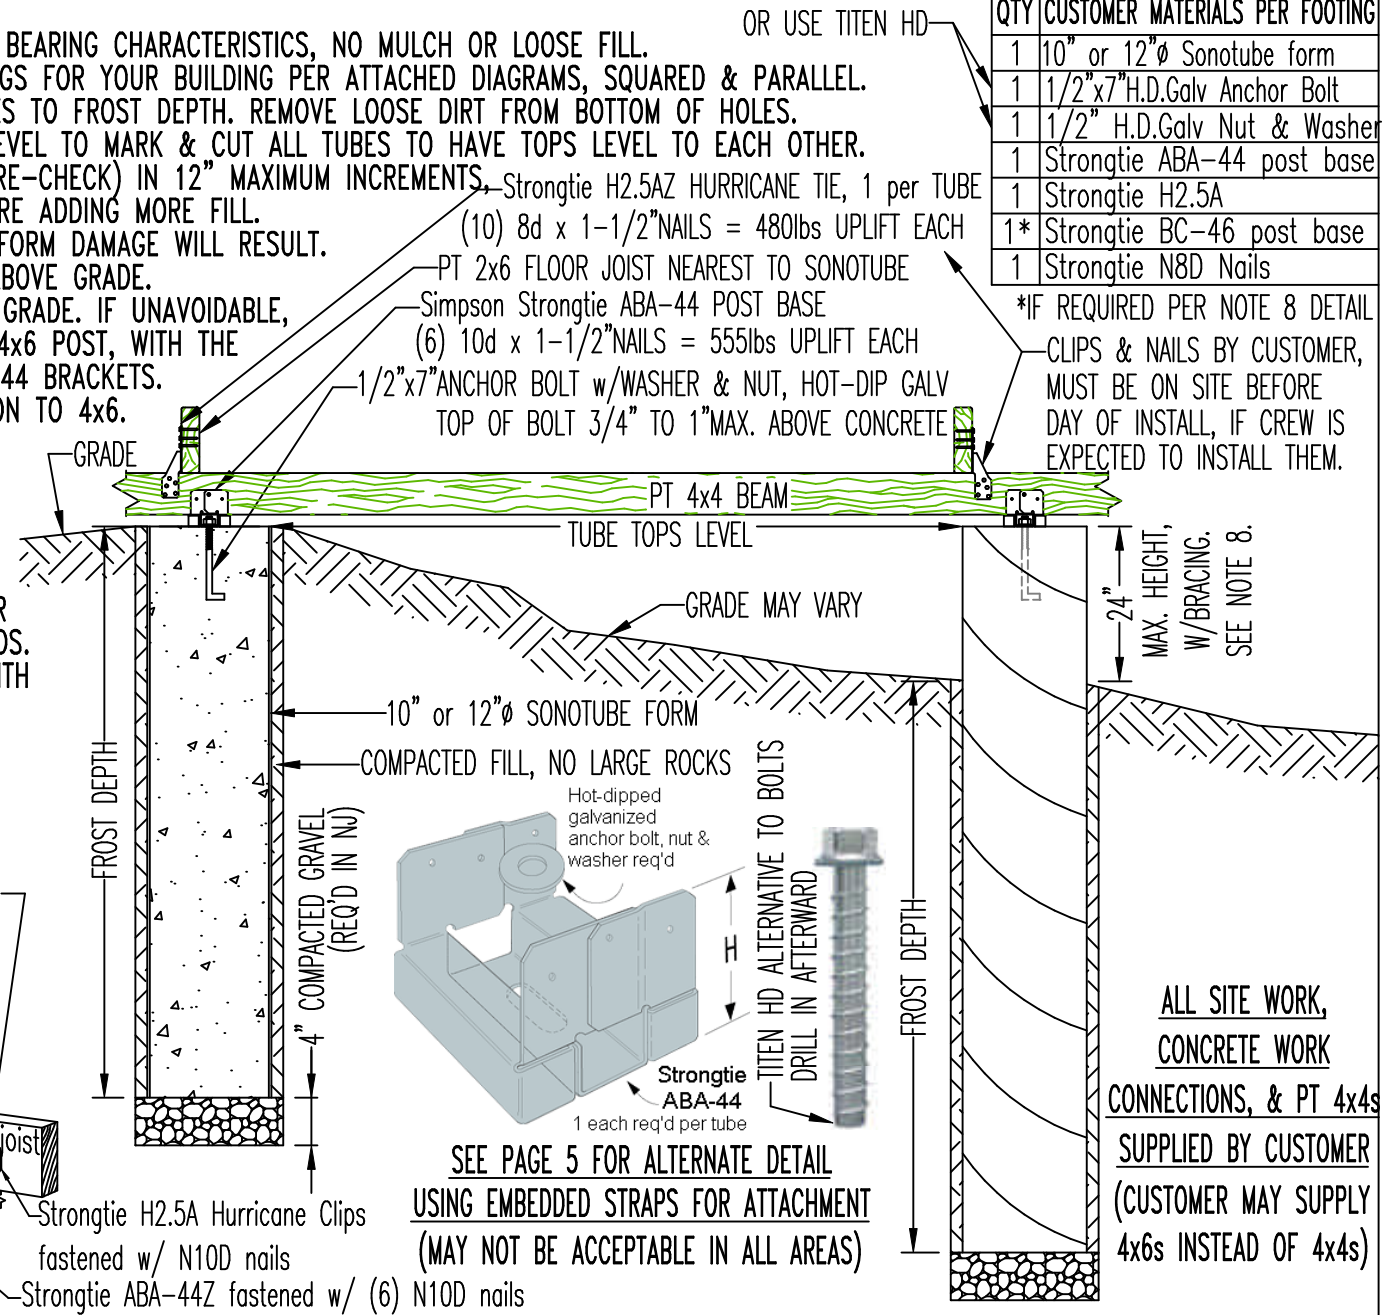 OR USE TITEN HD
QTY CUSTOMER MATERIALS PER FOOTING
1 10" or 12"ø Sonotube form
1 1/2"x7"H.D.Galv Anchor Bolt
1 1/2" H.D.Galv Nut & Washer
1 Strongtie ABA-44 post base
1 Strongtie H2.5A
1* Strongtie BC-46 post base
1 Strongtie N8D Nails
*IF REQUIRED PER NOTE 8 DETAIL
BEARING CHARACTERISTICS, NO MULCH OR LOOSE FILL.
GS FOR YOUR BUILDING PER ATTACHED DIAGRAMS, SQUARED & PARALLEL.
ES TO FROST DEPTH. REMOVE LOOSE DIRT FROM BOTTOM OF HOLES.
EVEL TO MARK & CUT ALL TUBES TO HAVE TOPS LEVEL TO EACH OTHER.
RE-CHECK) IN 12" MAXIMUM INCREMENTS,
RE ADDING MORE FILL.
FORM DAMAGE WILL RESULT.
ABOVE GRADE.
GRADE. IF UNAVOIDABLE,
4x6 POST, WITH THE
44 BRACKETS.
ON TO 4x6.
Strongtie H2.5AZ HURRICANE TIE, 1 per TUBE
(10) 8d x 1-1/2"NAILS = 480lbs UPLIFT EACH
PT 2x6 FLOOR JOIST NEAREST TO SONOTUBE
Simpson Strongtie ABA-44 POST BASE
(6) 10d x 1-1/2"NAILS = 555lbs UPLIFT EACH
1/2"x7"ANCHOR BOLT w/WASHER & NUT, HOT-DIP GALV
TOP OF BOLT 3/4" TO 1"MAX. ABOVE CONCRETE
CLIPS & NAILS BY CUSTOMER,
MUST BE ON SITE BEFORE
DAY OF INSTALL, IF CREW IS
EXPECTED TO INSTALL THEM.
GRADE
PT 4x4 BEAM
TUBE TOPS LEVEL
GRADE MAY VARY
24"
MAX. HEIGHT,
W/BRACING.
SEE NOTE 8.
R
OS.
ITH
10" or 12"ø SONOTUBE FORM
COMPACTED FILL, NO LARGE ROCKS
FROST DEPTH
4" COMPACTED GRAVEL
(REQ'D IN NJ)
Hot-dipped
galvanized
anchor bolt, nut &
washer req'd
H
Strongtie
ABA-44
1 each req'd per tube
TITEN HD ALTERNATIVE TO BOLTS
DRILL IN AFTERWARD
FROST DEPTH
SEE PAGE 5 FOR ALTERNATE DETAIL
USING EMBEDDED STRAPS FOR ATTACHMENT
(MAY NOT BE ACCEPTABLE IN ALL AREAS)
ALL SITE WORK,
CONCRETE WORK
CONNECTIONS, & PT 4x4s
SUPPLIED BY CUSTOMER
(CUSTOMER MAY SUPPLY
4x6s INSTEAD OF 4x4s)
Joist
Strongtie H2.5A Hurricane Clips
fastened w/ N10D nails
Strongtie ABA-44Z fastened w/ (6) N10D nails